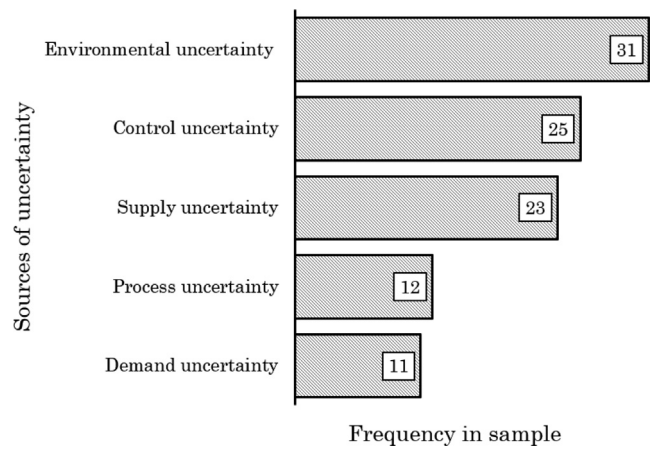 Sources of uncertainty
Environmental uncertainty 31
Control uncertainty 25
Supply uncertainty 23
Process uncertainty 12
Demand uncertainty 11
Frequency in sample